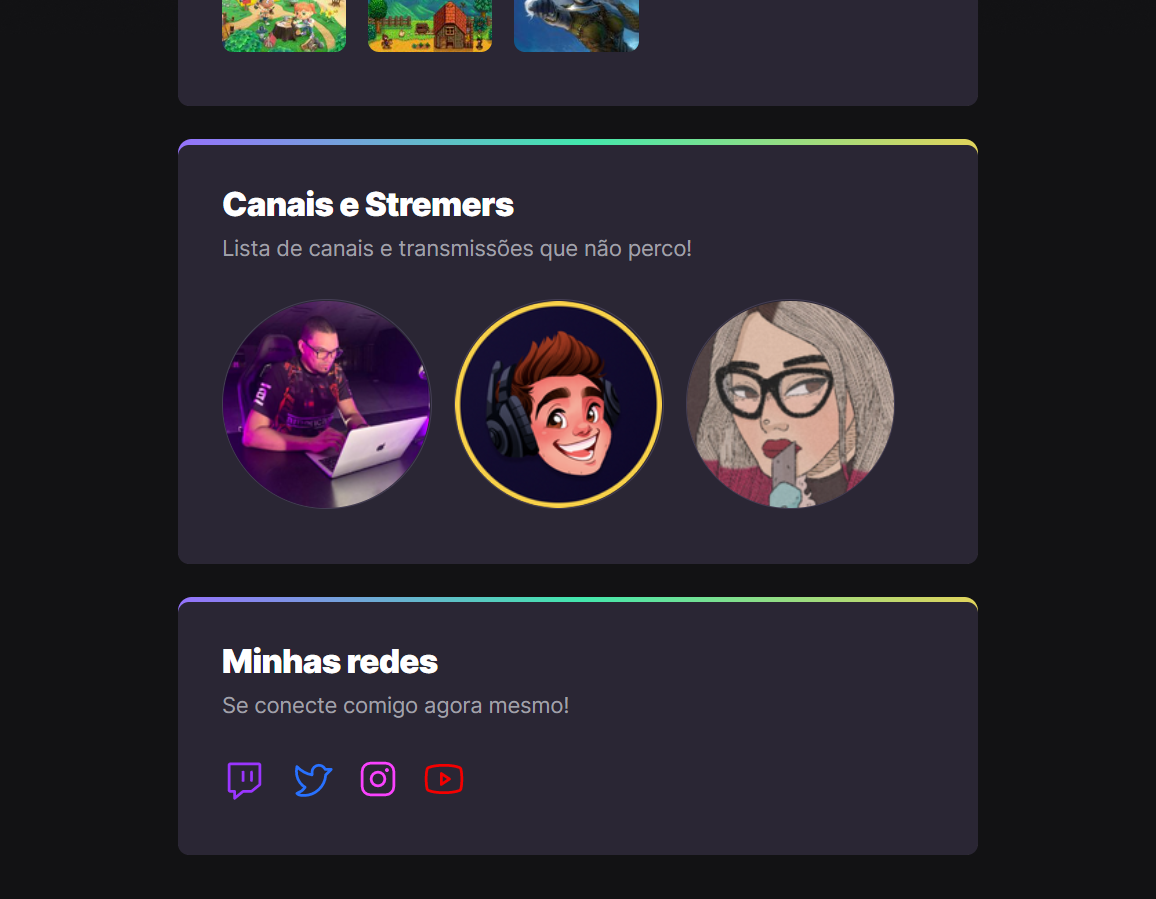 Canais e Stremers
Lista de canais e transmissões que não perco!
Minhas redes
Se conecte comigo agora mesmo!